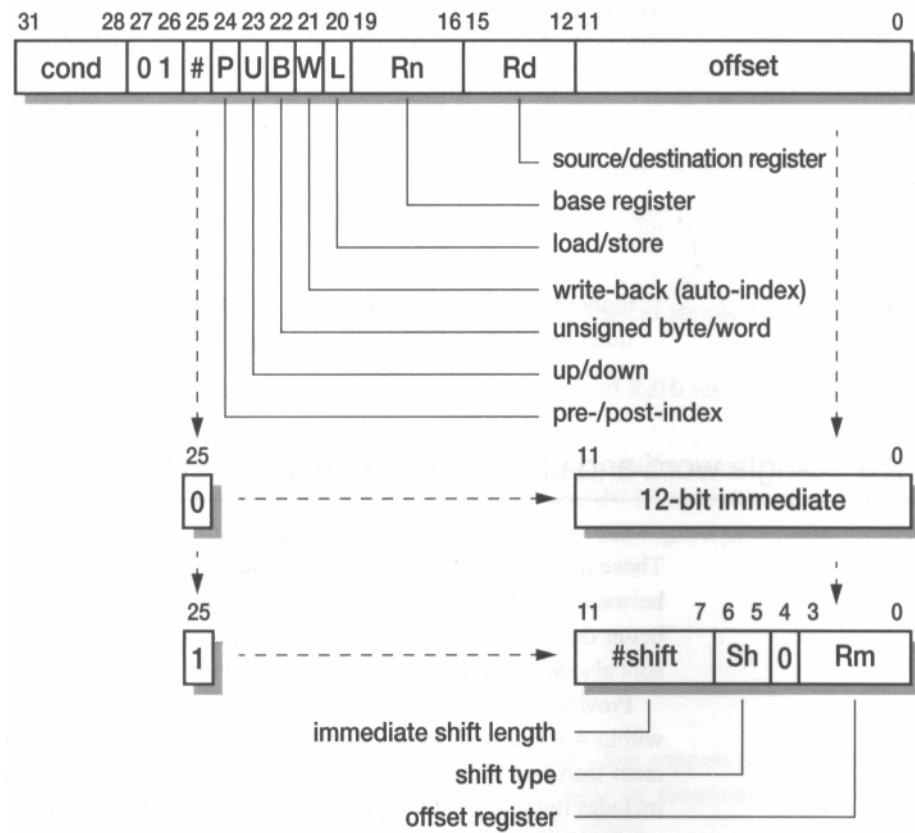 31 28 27 26 25 24 23 22 21 20 19 16 15 12 11 0
cond 0 1 # P U B W L Rn Rd offset
source/destination register
base register
load/store
write-back (auto-index)
unsigned byte/word
up/down
pre-/post-index
25 11 0
0 12-bit immediate
25 11 7 6 5 4 3 0
1 #shift Sh 0 Rm
immediate shift length
shift type
offset register